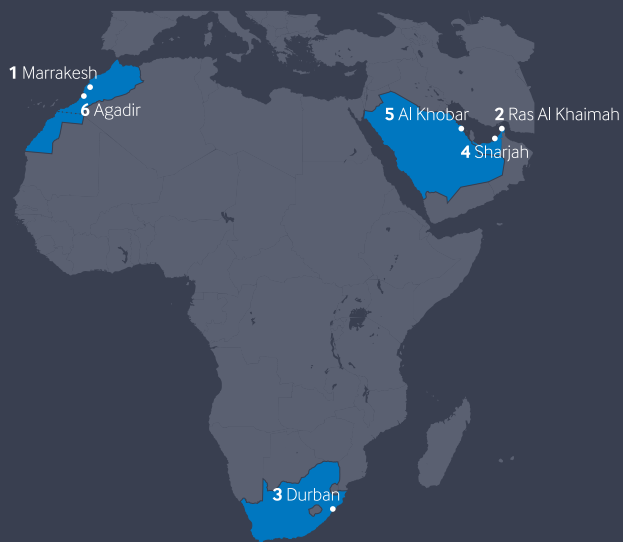 1 Marrakesh
6 Agadir
5 Al Khobar
2 Ras Al Khaimah
4 Sharjah
3 Durban